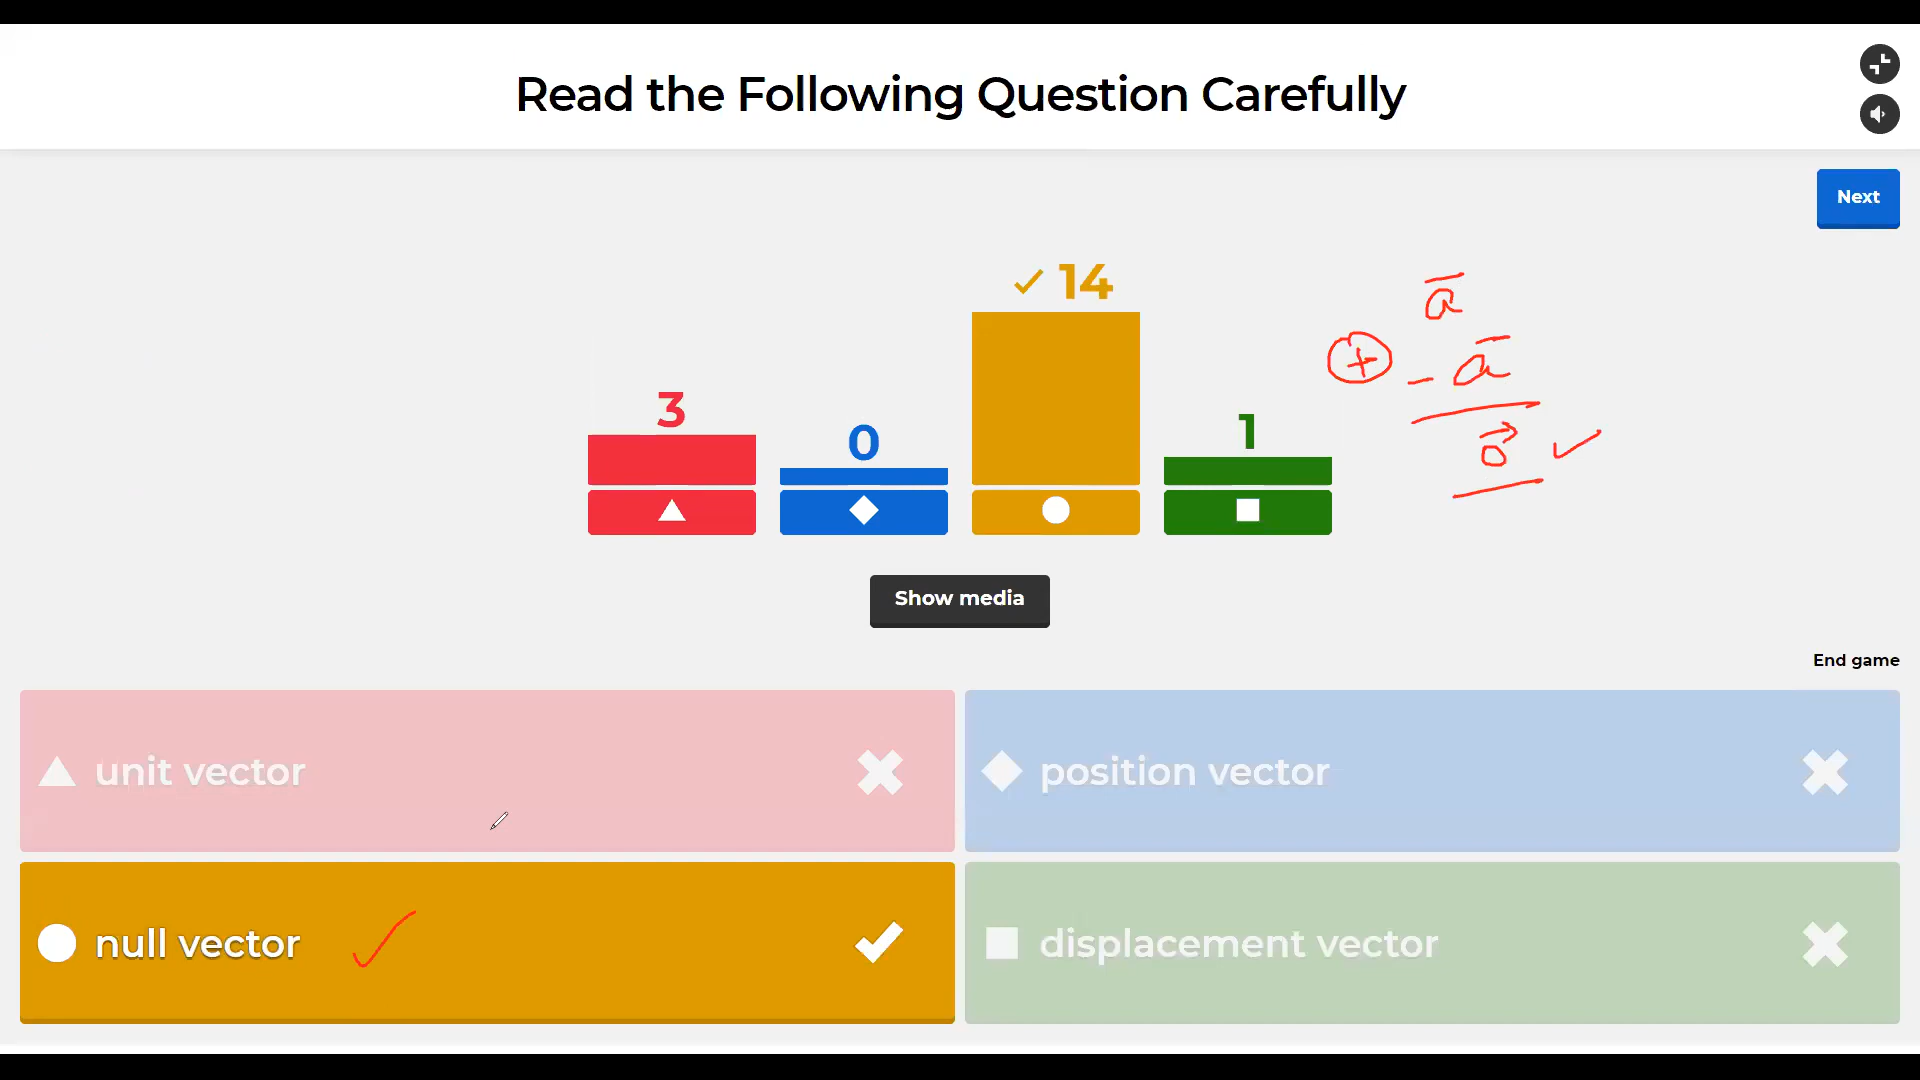 Read the Following Question Carefully
Next
14
3
0
1
a
+ - a
0
Show media
End game
unit vector
position vector
null vector
displacement vector